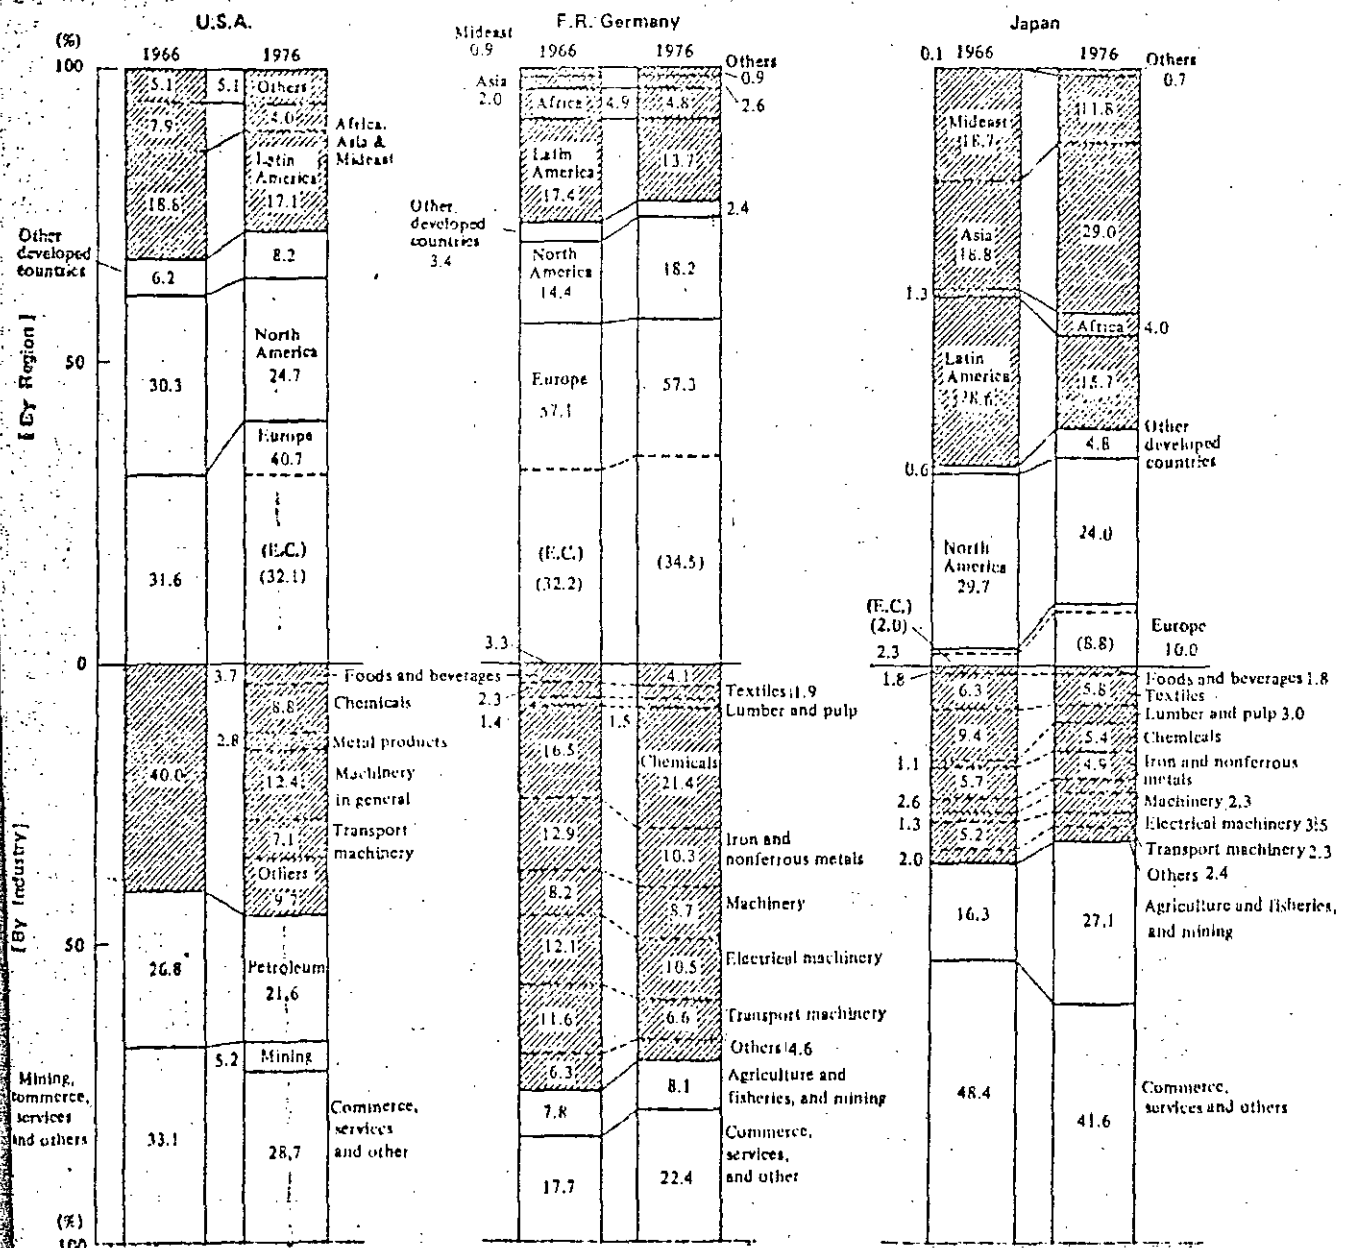 U.S.A.
(%)
1966
1976
100
50
0
50
(%)
100
[By Region]
[By Industry]
5.1
7.9
18.8
Other
developed
countries
6.2
30.3
31.6
5.1
Others
4.0
Africa,
Asia &
Mideast
Latin
America
17.1
8.2
North
America
24.7
Europe
40.7
(E.C.)
(32.1)
40.0
26.8
Mining,
commerce,
services
and others
33.1
3.7
Foods and beverages
8.8
Chemicals
2.8
Metal products
12.4
Machinery
in general
7.1
Transport
machinery
Others
9.7
Petroleum
21.6
5.2
Mining
28.7
Commerce,
services
and other
F.R. Germany
1966
1976
Mideast
0.9
Asia
2.0
Africa
4.9
4.8
Others
0.9
2.6
Latin
America
17.4
13.7
Other
developed
countries
3.4
2.4
North
America
14.4
18.2
Europe
57.1
57.3
(E.C.)
(32.2)
(34.5)
3.3
4.1
2.3
Textiles 1.9
1.4
1.5
Lumber and pulp
16.5
Chemicals
21.4
12.9
10.3
Iron and
nonferrous metals
8.2
8.7
Machinery
12.1
10.5
Electrical machinery
11.6
6.6
Transport machinery
6.3
Others 4.6
7.8
8.1
Agriculture and
fisheries, and mining
17.7
22.4
Commerce,
services,
and other
Japan
0.1
1966
1976
Others
0.7
Mideast
18.7
11.8
Asia
18.8
29.0
1.3
Africa
4.0
Latin
America
28.6
15.7
0.6
4.8
Other
developed
countries
North
America
29.7
24.0
(E.C.)
(2.0)
2.3
(8.8)
Europe
10.0
1.8
Foods and beverages 1.8
6.3
5.8
Textiles
Lumber and pulp 3.0
9.4
5.4
Chemicals
1.1
4.9
Iron and nonferrous
metals
5.7
2.6
Machinery 2.3
1.3
Electrical machinery 3.5
5.2
Transport machinery 2.3
2.0
Others 2.4
16.3
27.1
Agriculture and fisheries,
and mining
48.4
41.6
Commerce,
services and others